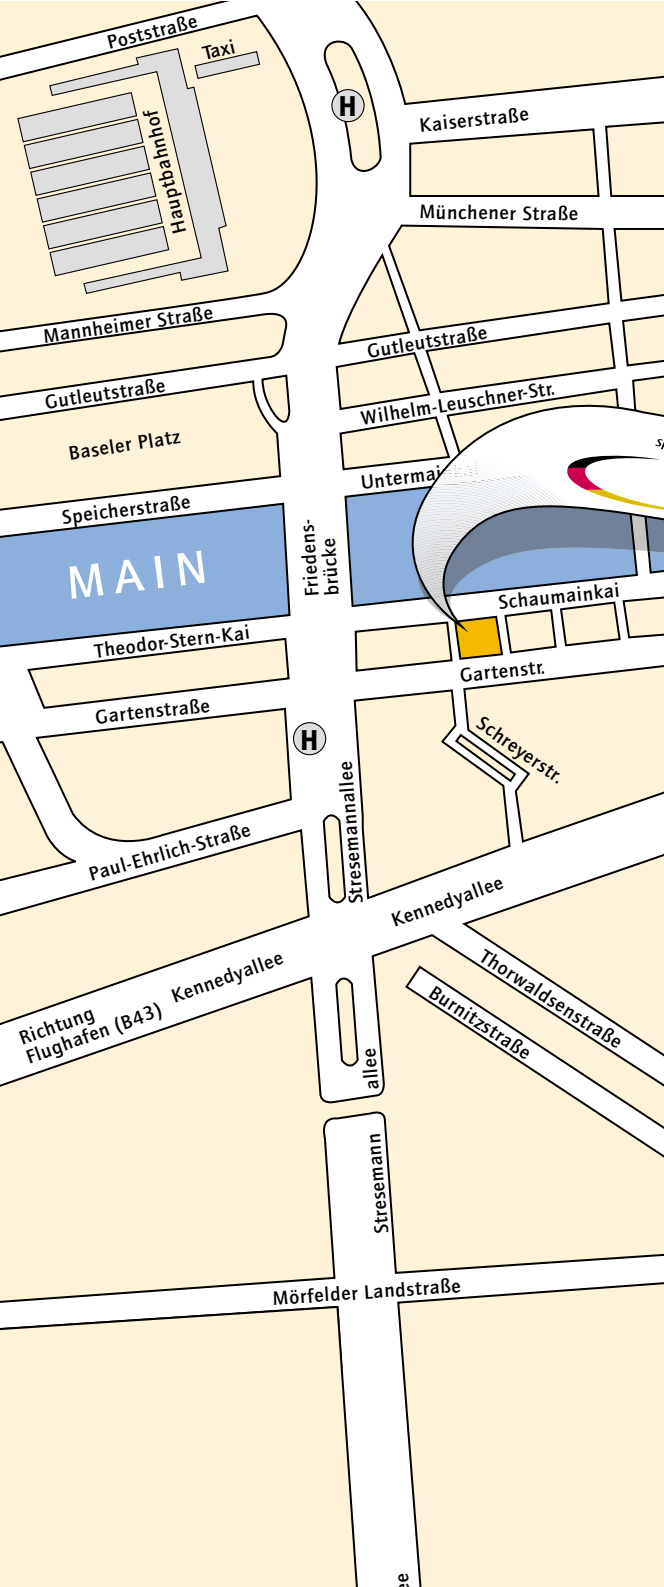 Poststraße
Taxi
H
Kaiserstraße
Hauptbahnhof
Münchener Straße
Mannheimer Straße
Gutleutstraße
Gutleutstraße
Wilhelm-Leuschner-Str.
Baseler Platz
Speicherstraße
Friedens-
brücke
MAIN
Schaumainkai
Theodor-Stern-Kai
Gartenstr.
Gartenstraße
H
Schreyerstr.
Stresemannallee
Paul-Ehrlich-Straße
Kennedyallee
Kennedyallee
Thorwaldsenstraße
Burnitzstraße
Richtung
Flughafen (B43)
allee
Stresemann
Mörfelder Landstraße